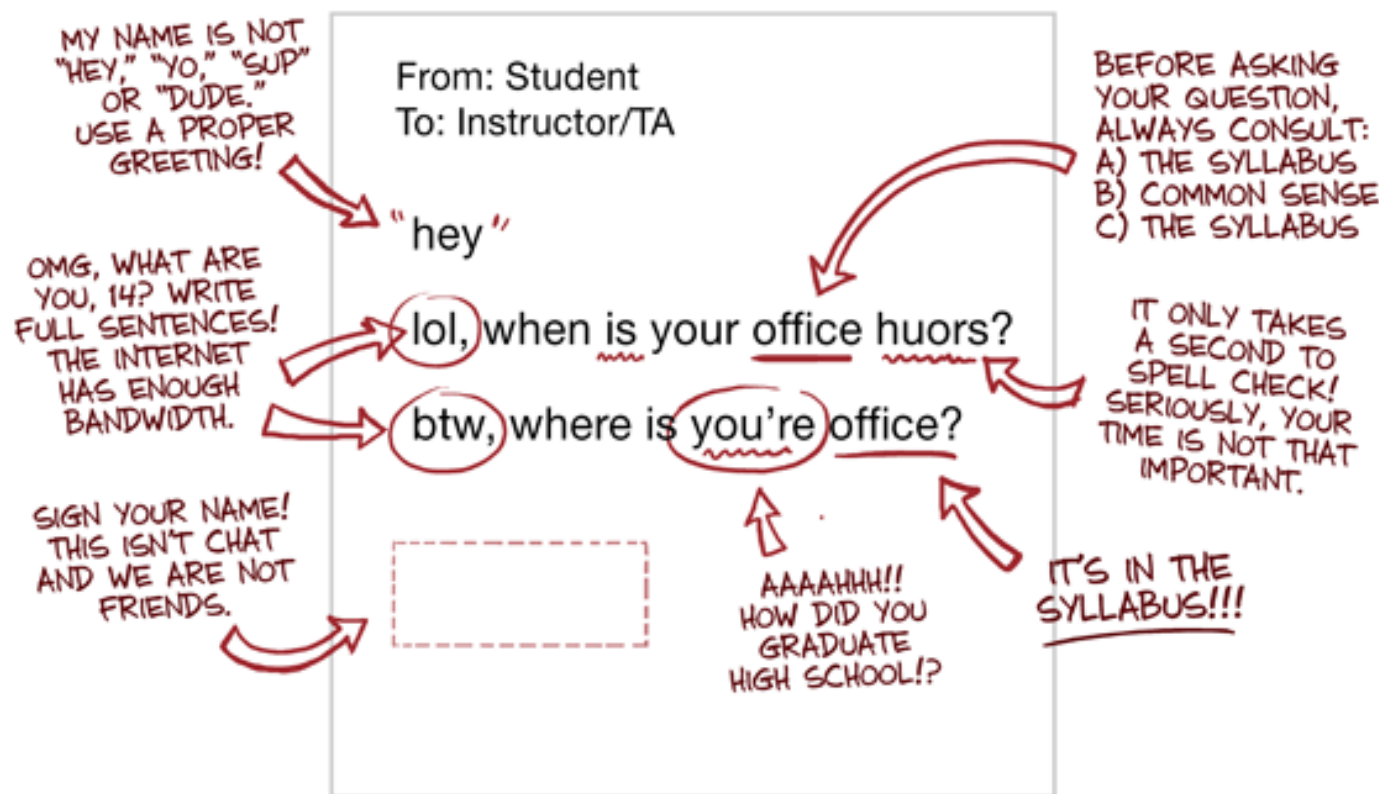 MY NAME IS NOT
"HEY," "YO," "SUP"
OR "DUDE."
USE A PROPER
GREETING!
From: Student
To: Instructor/TA
BEFORE ASKING
YOUR QUESTION,
ALWAYS CONSULT:
A) THE SYLLABUS
B) COMMON SENSE
C) THE SYLLABUS
"hey"
OMG, WHAT ARE
YOU, 14? WRITE
FULL SENTENCES!
THE INTERNET
HAS ENOUGH
BANDWIDTH.
lol, when is your office huors?
btw, where is you're office?
IT ONLY TAKES
A SECOND TO
SPELL CHECK!
SERIOUSLY, YOUR
TIME IS NOT THAT
IMPORTANT.
SIGN YOUR NAME!
THIS ISN'T CHAT
AND WE ARE NOT
FRIENDS.
AAAAHHH!!
HOW DID YOU
GRADUATE
HIGH SCHOOL!?
IT'S IN THE
SYLLABUS!!!